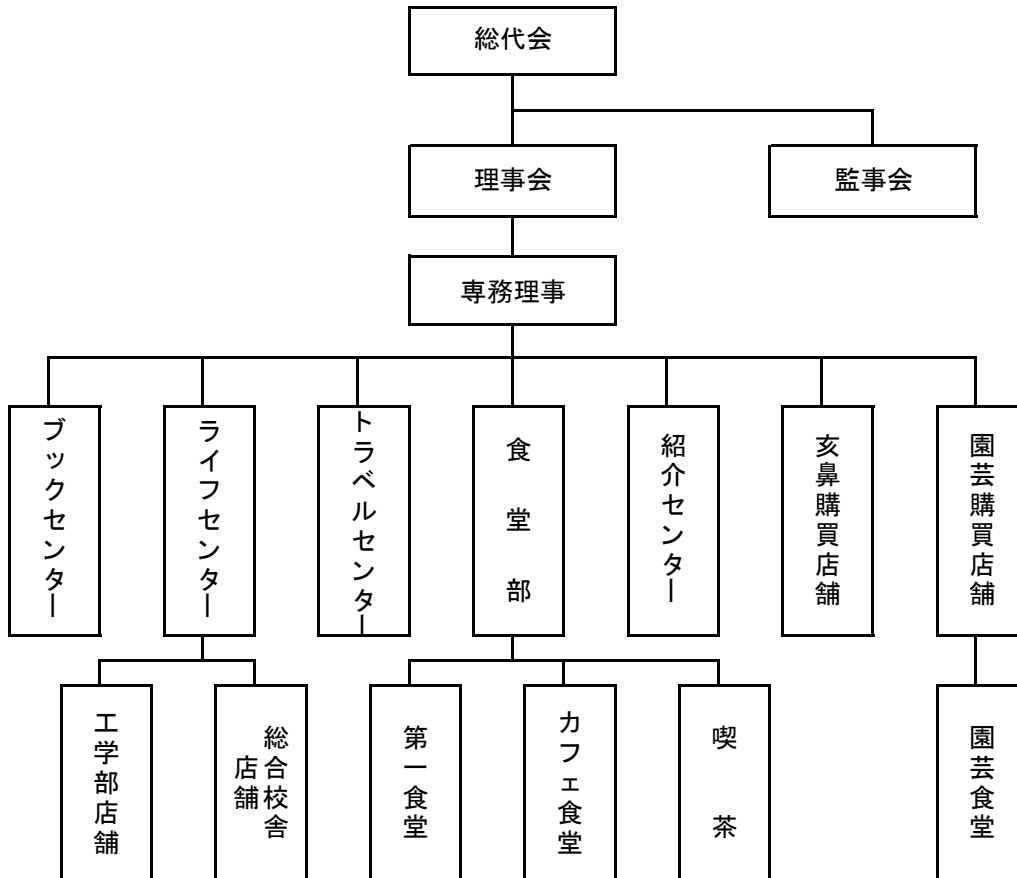 総代会
理事会
監事会
専務理事
ブックセンター
ライフセンター
トラベルセンター
食堂部
紹介センター
亥鼻購買店舗
園芸購買店舗
工学部店舗
総合校舎
店舗
第一食堂
カフェ食堂
喫茶
園芸食堂